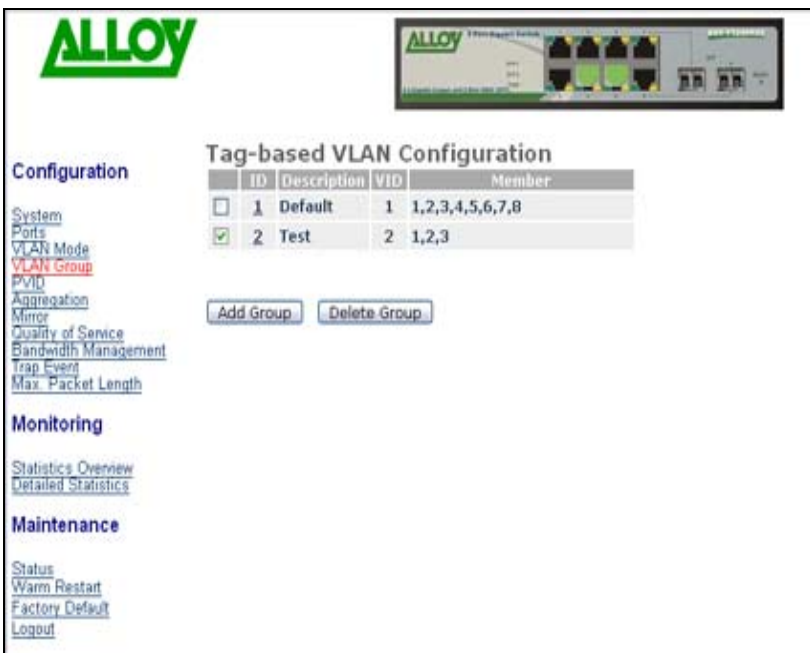 ALLOY
ALLOY
Configuration
System
Ports
VLAN Mode
VLAN Group
PVID
Aggregation
Mirror
Quality of Service
Bandwidth Management
Trap Event
Max. Packet Length
Monitoring
Statistics Overview
Detailed Statistics
Maintenance
Status
Warm Restart
Factory Default
Logout
Tag-based VLAN Configuration
ID Description VID Member
1 Default 1 1,2,3,4,5,6,7,8
2 Test 2 1,2,3
Add Group Delete Group